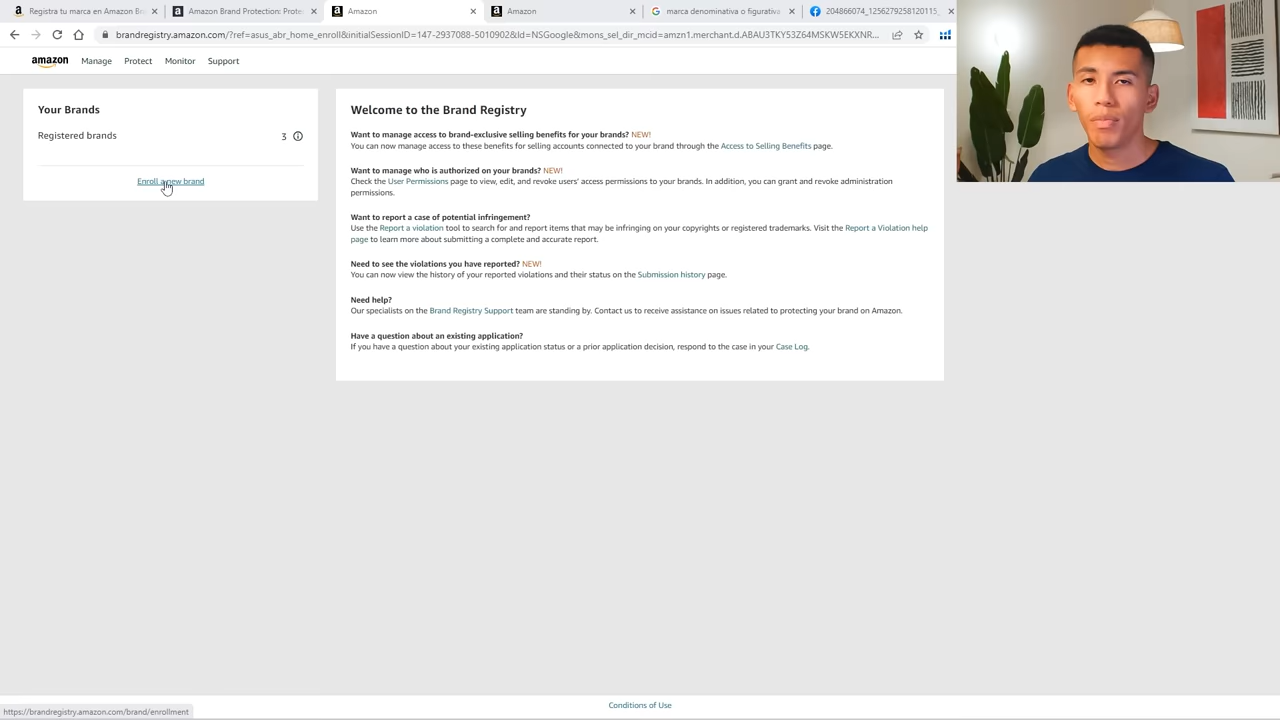 Registra tu marca en Amazon Br
Amazon Brand Protection: Prote
Amazon
Amazon
marca denominativa o figurativa
204866074_1256279258120115_
brandregistry.amazon.com/?ref=asus_abr_home_enroll&initialSessionID=147-2937088-5010902&ld=NSGoogle&mons_sel_dir_mcid=amzn1.merchant.d.ABAU3TKY53Z64MSKW5EKXNR...
amazon
Manage
Protect
Monitor
Support
Your Brands
Registered brands
3
Enroll a new brand
Welcome to the Brand Registry
Want to manage access to brand-exclusive selling benefits for your brands? NEW!
You can now manage access to these benefits for selling accounts connected to your brand through the Access to Selling Benefits page.
Want to manage who is authorized on your brands? NEW!
Check the User Permissions page to view, edit, and revoke users' access permissions to your brands. In addition, you can grant and revoke administration
permissions.
Want to report a case of potential infringement?
Use the Report a violation tool to search for and report items that may be infringing on your copyrights or registered trademarks. Visit the Report a Violation help
page to learn more about submitting a complete and accurate report.
Need to see the violations you have reported? NEW!
You can now view the history of your reported violations and their status on the Submission history page.
Need help?
Our specialists on the Brand Registry Support team are standing by. Contact us to receive assistance on issues related to protecting your brand on Amazon.
Have a question about an existing application?
If you have a question about your existing application status or a prior application decision, respond to the case in your Case Log.
Conditions of Use
https://brandregistry.amazon.com/brand/enrollment